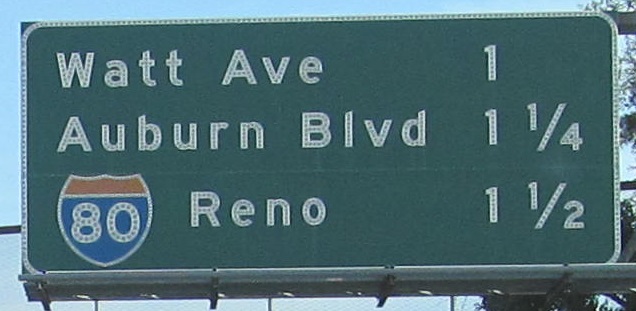 Watt Ave 1
Auburn Blvd 1 1/4
80 Reno 1 1/2